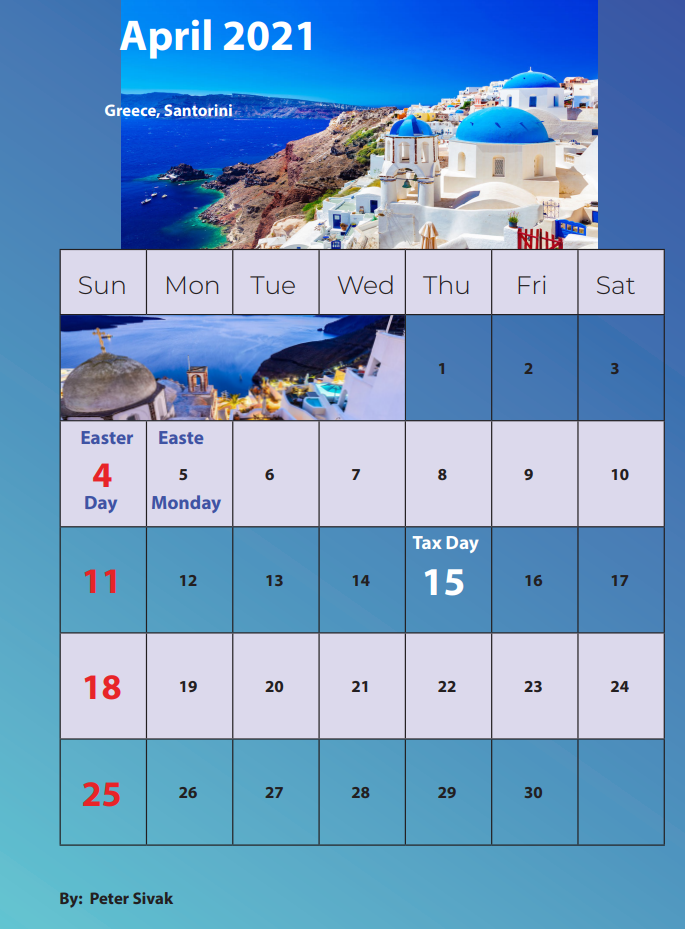 April 2021
Greece, Santorini
Sun Mon Tue Wed Thu Fri Sat
1 2 3
Easter Easte
4 5 6 7 8 9 10
Day Monday
Tax Day
11 12 13 14 15 16 17
18 19 20 21 22 23 24
25 26 27 28 29 30
By: Peter Sivak